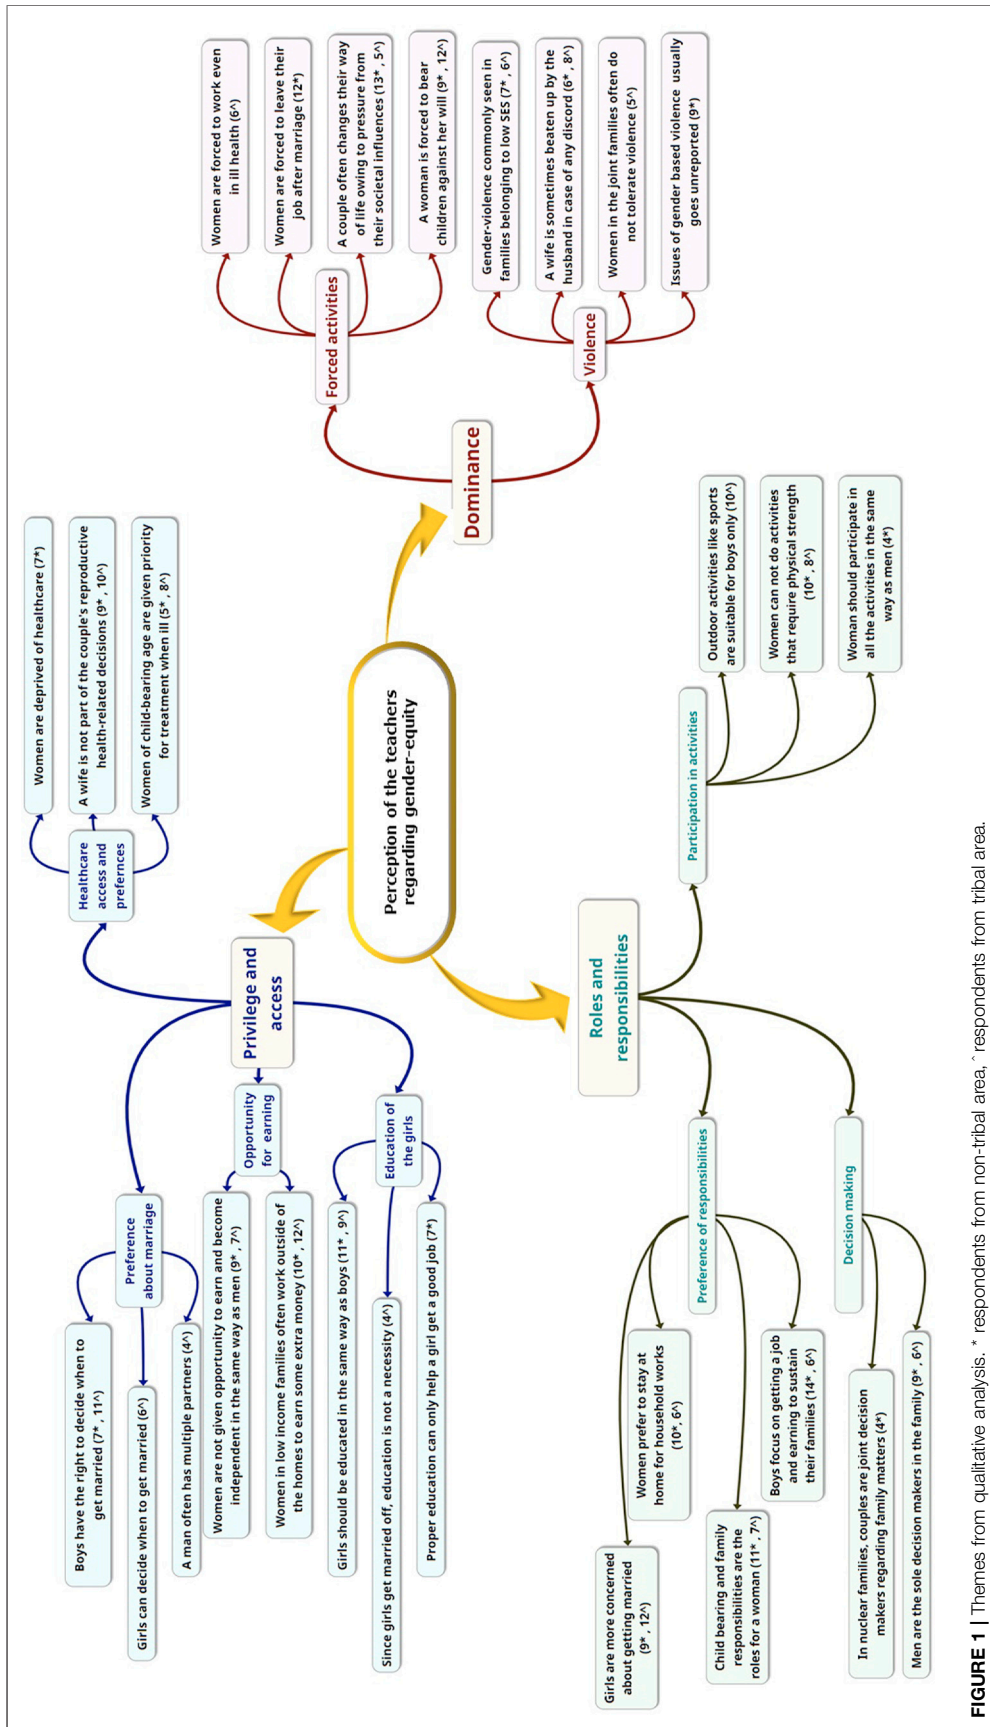 Perception of the teachers
regarding gender-equity
Privilege and
access
Preference
about marriage
Boys have the right to decide when to
get married (7* , 11^)
Girls can decide when to get married (6^)
A man often has multiple partners (4^)
Opportunity
for earning
Women are not given opportunity to earn and become
independent in the same way as men (9* , 7^)
Women in low income families often work outside of
the homes to earn some extra money (10* , 12^)
Education of
the girls
Girls should be educated in the same way as boys (11* , 9^)
Since girls get married off, education is not a necessity (4^)
Proper education can only help a girl get a good job (7*)
Healthcare
access and
prefernces
Women are deprived of healthcare (7*)
A wife is not part of the couple's reproductive
health-related decisions (9* , 10^)
Women of child-bearing age are given priority
for treatment when ill (5* , 8^)
Dominance
Forced activities
Women are forced to work even
in ill health (6^)
Women are forced to leave their
job after marriage (12*)
A couple often changes their way
of life owing to pressure from
their societal influences (13* , 5^)
A woman is forced to bear
children against her will (9* , 12^)
Violence
Gender-violence commonly seen in
families belonging to low SES (7* , 6^)
A wife is sometimes beaten up by the
husband in case of any discord (6* , 8^)
Women in the joint families often do
not tolerate violence (5^)
Issues of gender based violence usually
goes unreported (9*)
Roles and
responsibilities
Preference of responsibilities
Girls are more concerned
about getting married
(9* , 12^)
Women prefer to stay at
home for household works
(10*, 6^)
Child bearing and family
responsibilities are the
roles for a woman (11* , 7^)
Boys focus on getting a job
and earning to sustain
their families (14* , 6^)
Decision making
In nuclear families, couples are joint decision
makers regarding family matters (4*)
Men are the sole decision makers in the family (9* , 6^)
Participation in activities
Outdoor activities like sports
are suitable for boys only (10^)
Women can not do activities
that require physical strength
(10* , 8^)
Woman should participate in
all the activities in the same
way as men (4*)
FIGURE 1 | Themes from qualitative analysis. * respondents from non-tribal area, ^ respondents from tribal area.